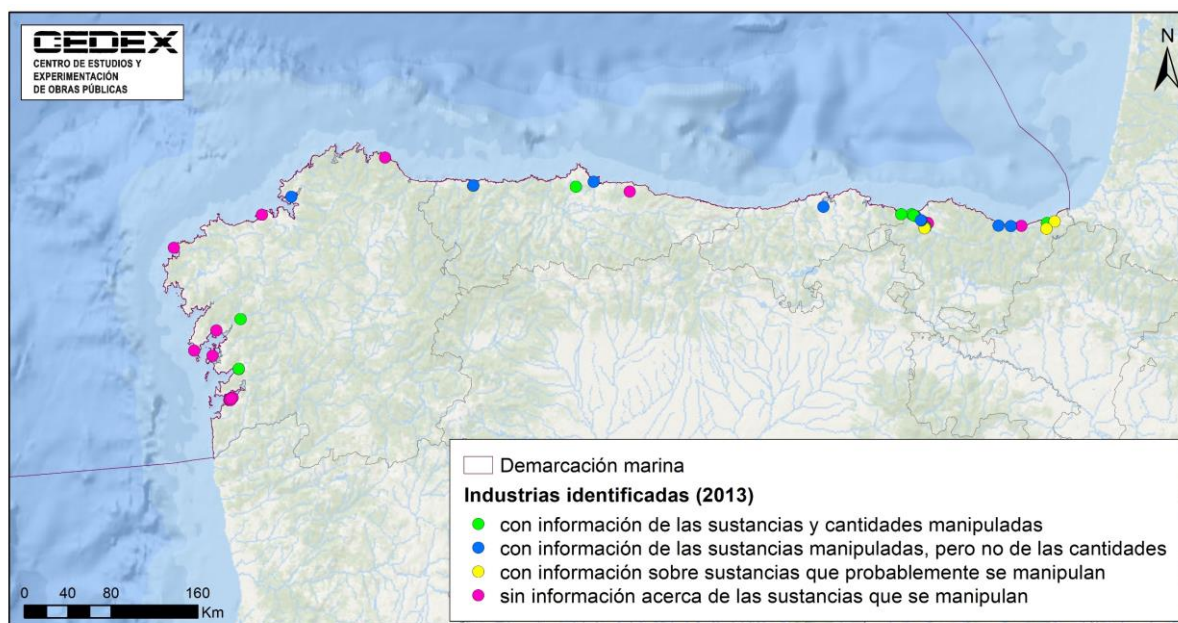 CEDEX
CENTRO DE ESTUDIOS Y
EXPERIMENTACIÓN
DE OBRAS PÚBLICAS
N
Demarcación marina
Industrias identificadas (2013)
con información de las sustancias y cantidades manipuladas
con información de las sustancias manipuladas, pero no de las cantidades
con información sobre sustancias que probablemente se manipulan
sin información acerca de las sustancias que se manipulan
0 20 40 80 120 160
Km